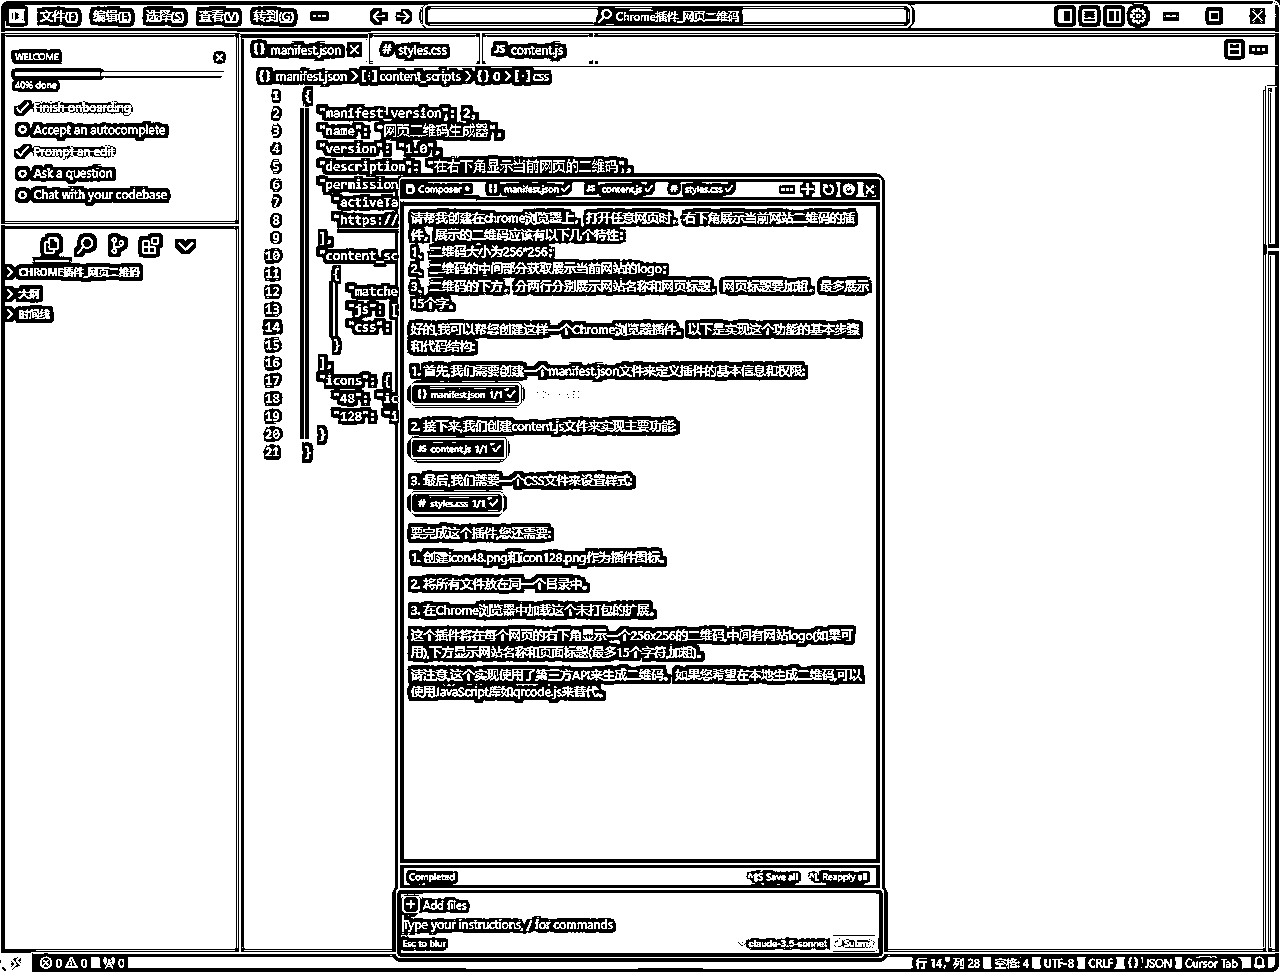 文件(F) 编辑(E) 选择(S) 查看(V) 转到(G)
Chrome插件_网页二维码
WELCOME
40% done
Finish onboarding
Accept an autocomplete
Prompt an edit
Ask a question
Chat with your codebase
CHROME插件_网页二维码
大纲
时间线
{} manifest.json
# styles.css
JS content.js
{} manifest.json > [ ] content_scripts > {} 0 > [ ] css
1 {
2 "manifest_version": 2,
3 "name": "网页二维码生成器",
4 "version": "1.0",
5 "description": "在右下角显示当前网页的二维码",
6 "permission
7 "activeTa
8 "https://
9 ],
10 "content_sc
11 {
12 "matche
13 "js": [
14 "css":
15 }
16 ],
17 "icons": {
18 "48": "ic
19 "128": "i
20 }
21 }
Composer
{} manifest.json
JS content.js
# styles.css
请帮我创建在chrome浏览器上，打开任意网页时，右下角展示当前网站二维码的插
件，展示的二维码应该有以下几个特性：
1、二维码大小为256*256；
2、二维码的中间部分获取展示当前网站的logo；
3、二维码的下方，分两行分别展示网站名称和网页标题，网页标题要加粗，最多展示
15个字。
好的,我可以帮您创建这样一个Chrome浏览器插件。以下是实现这个功能的基本步骤
和代码结构:
1. 首先,我们需要创建一个manifest.json文件来定义插件的基本信息和权限:
{} manifest.json 1/1
2. 接下来,我们创建content.js文件来实现主要功能:
JS content.js 1/1
3. 最后,我们需要一个CSS文件来设置样式:
# styles.css 1/1
要完成这个插件,您还需要:
1. 创建icon48.png和icon128.png作为插件图标。
2. 将所有文件放在同一个目录中。
3. 在Chrome浏览器中加载这个未打包的扩展。
这个插件将在每个网页的右下角显示一个256x256的二维码,中间有网站logo(如果可
用),下方显示网站名称和页面标题(最多15个字符,加粗)。
请注意,这个实现使用了第三方API来生成二维码。如果您希望在本地生成二维码,可以
使用JavaScript库如qrcode.js来替代。
Completed
Save all
Reapply all
+ Add files
Type your instructions, / for commands
Esc to blur
claude-3.5-sonnet
Submit
0 0 0
行 14，列 28 空格: 4 UTF-8 CRLF {} JSON Cursor Tab